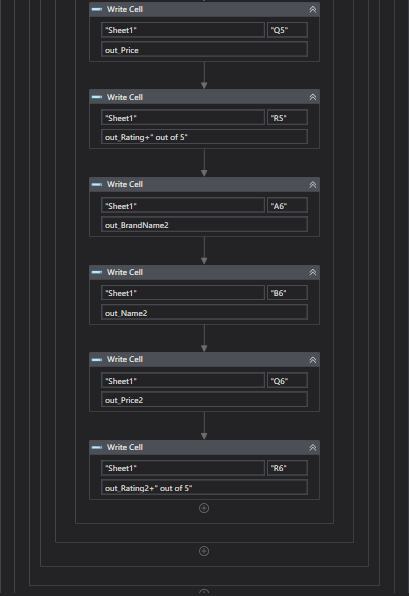 Write Cell
"Sheet1" "Q5"
out_Price
Write Cell
"Sheet1" "R5"
out_Rating+" out of 5"
Write Cell
"Sheet1" "A6"
out_BrandName2
Write Cell
"Sheet1" "B6"
out_Name2
Write Cell
"Sheet1" "Q6"
out_Price2
Write Cell
"Sheet1" "R6"
out_Rating2+" out of 5"